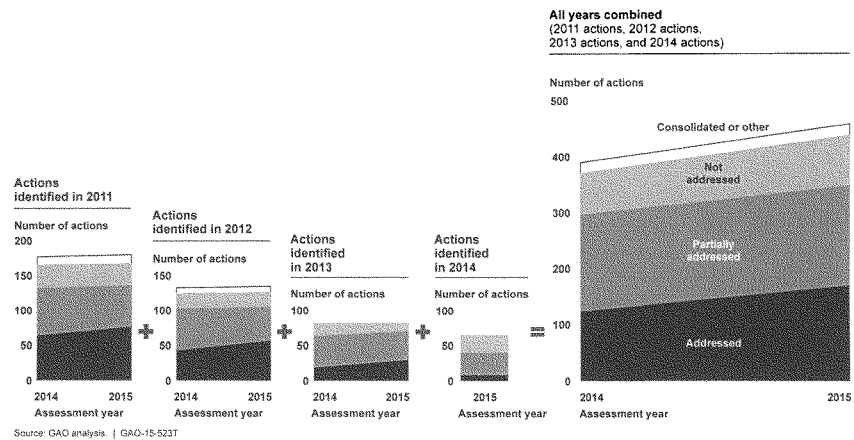 All years combined
(2011 actions, 2012 actions,
2013 actions, and 2014 actions)
Number of actions
500
400
300
200
100
0
Consolidated or other
Not
addressed
Partially
addressed
Addressed
2014
2015
Assessment year
Actions
identified in 2011
Number of actions
200
150
100
50
0
2014
2015
Assessment year
+
Actions
identified in 2012
Number of actions
150
100
50
0
2014
2015
Assessment year
+
Actions
identified
in 2013
Number of actions
100
50
0
2014
2015
Assessment year
+
Actions
identified
in 2014
Number of actions
100
50
0
2015
Assessment year
=
Source: GAO analysis. | GAO-15-523T